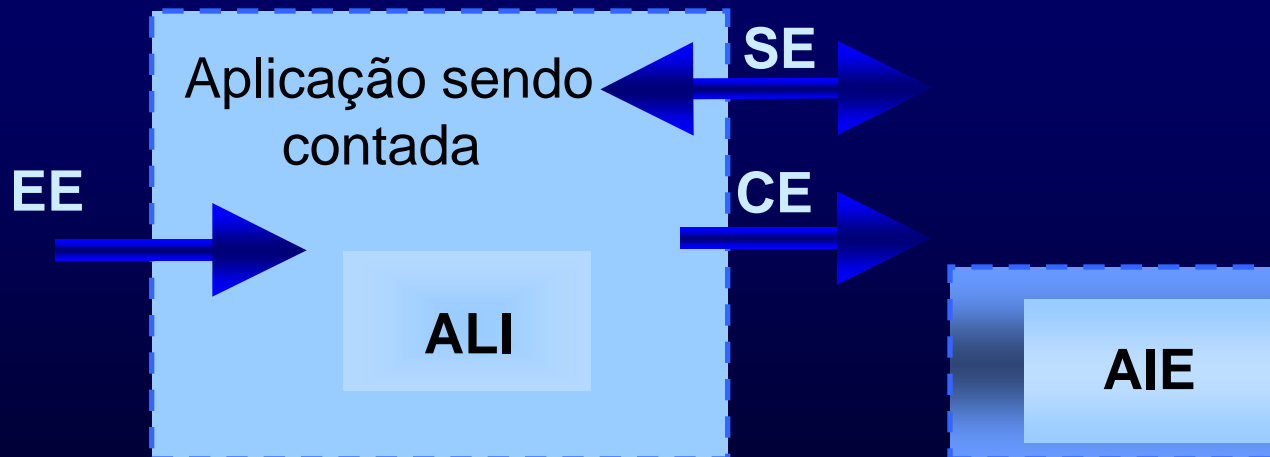 SE
Aplicação sendo
contada
EE
CE
ALI
AIE